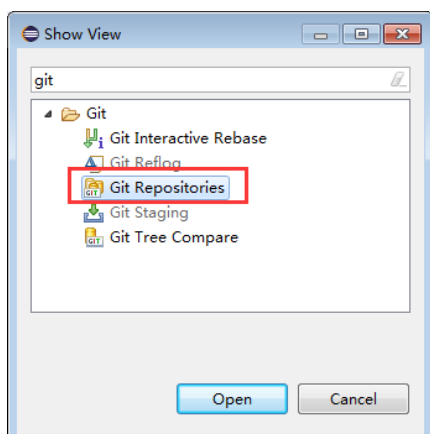 Show View
git
Git
Git Interactive Rebase
Git Reflog
Git Repositories
Git Staging
Git Tree Compare
Open
Cancel